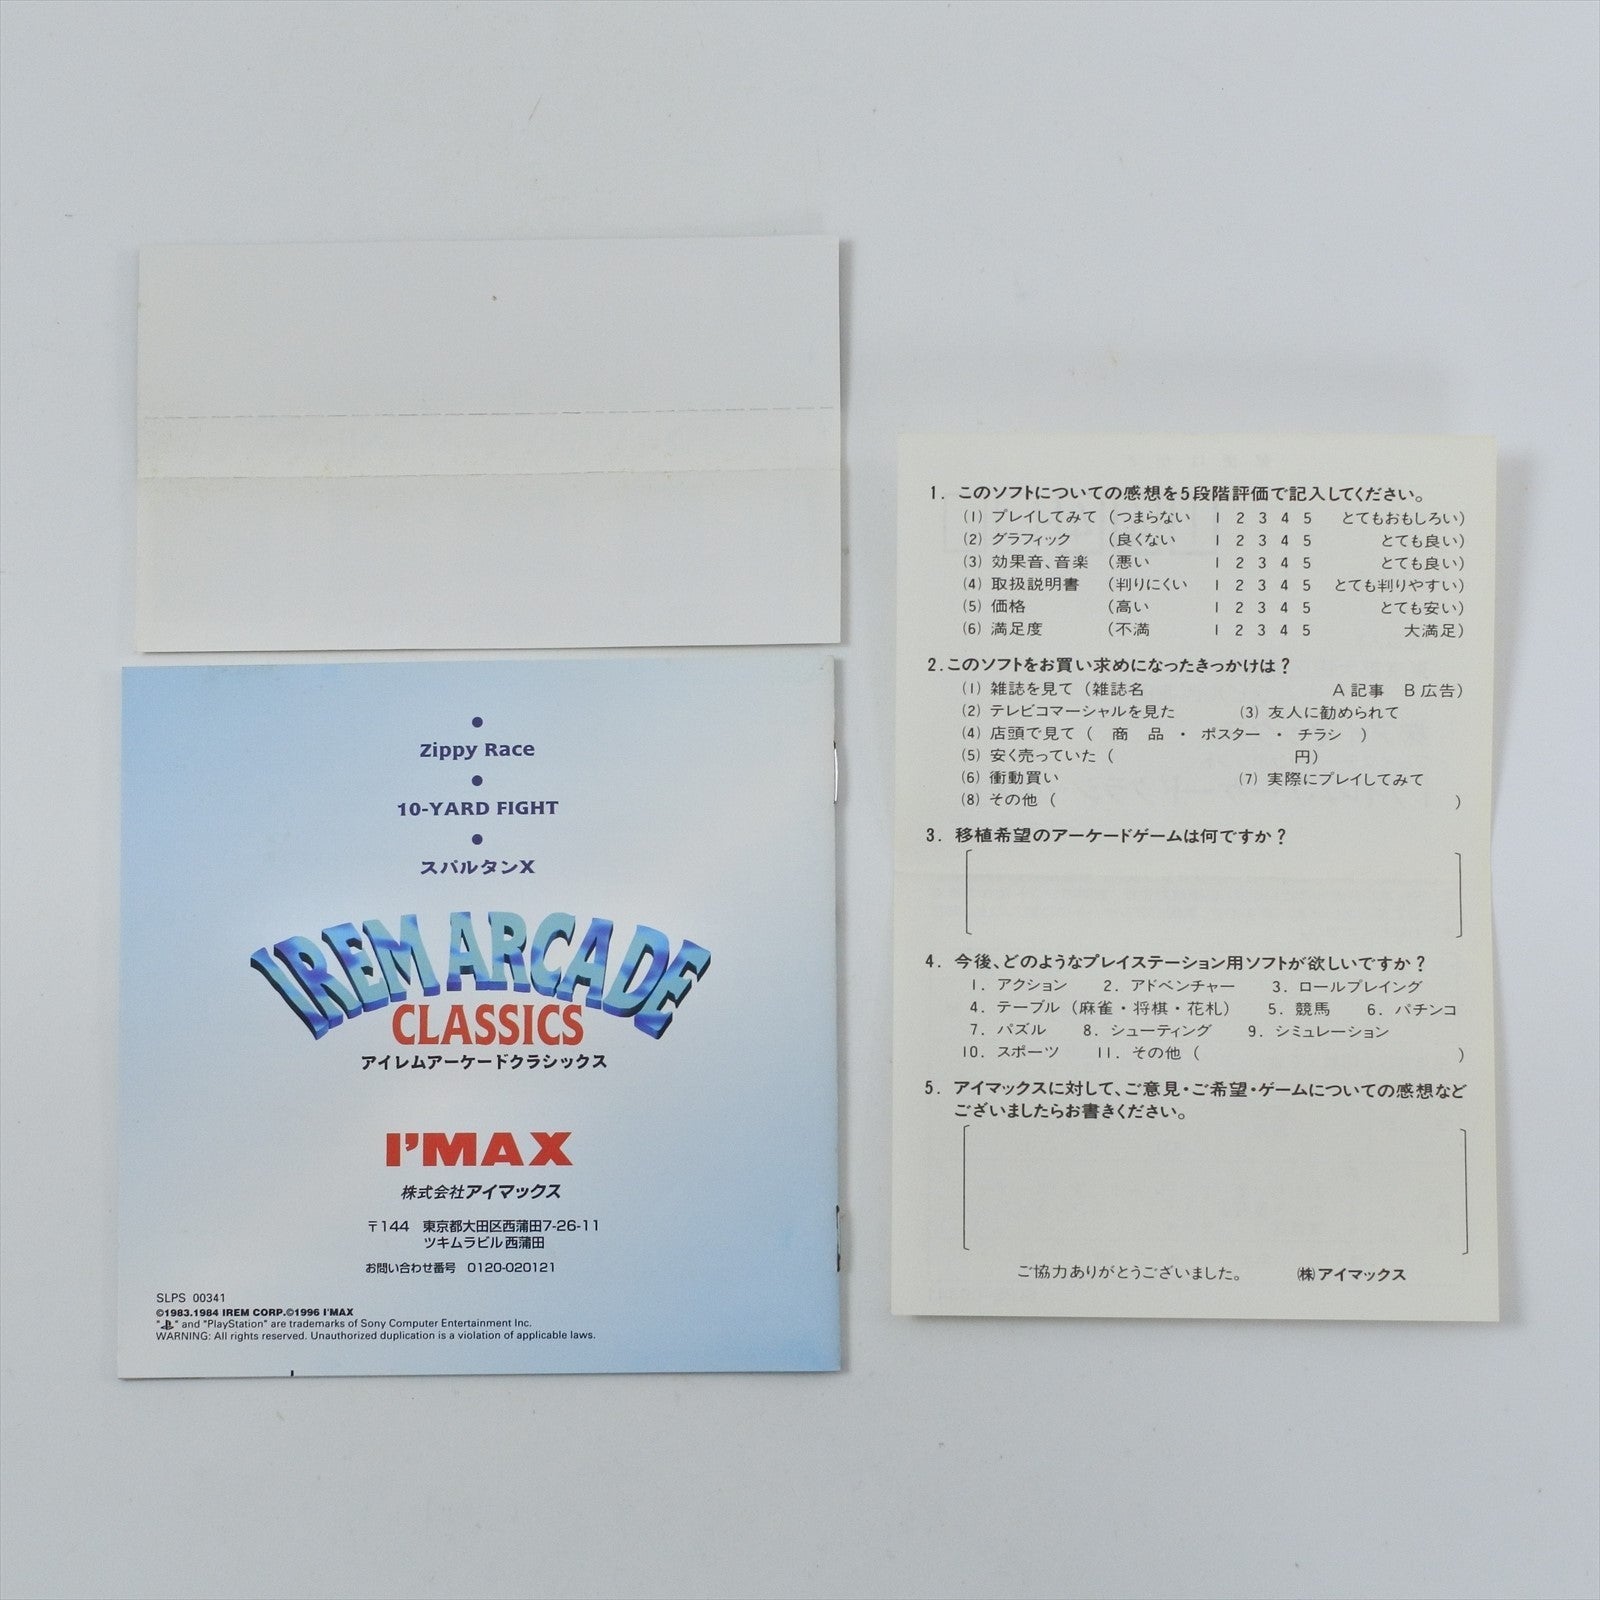 Zippy Race
10-YARD FIGHT
スパルタンX
IREM ARCADE
CLASSICS
アイレムアーケードクラシックス
I'MAX
株式会社アイマックス
〒144 東京都大田区西蒲田7-26-11
ツキムラビル西蒲田
お問い合わせ番号 0120-020121
SLPS 00341
©1983.1984 IREM CORP.©1996 I'MAX
" " and "PlayStation" are trademarks of Sony Computer Entertainment Inc.
WARNING: All rights reserved. Unauthorized duplication is a violation of applicable laws.
1. このソフトについての感想を5段階評価で記入してください。
(1) プレイしてみて (つまらない 1 2 3 4 5 とてもおもしろい)
(2) グラフィック (良くない 1 2 3 4 5 とても良い)
(3) 効果音、音楽 (悪い 1 2 3 4 5 とても良い)
(4) 取扱説明書 (判りにくい 1 2 3 4 5 とても判りやすい)
(5) 価格 (高い 1 2 3 4 5 とても安い)
(6) 満足度 (不満 1 2 3 4 5 大満足)
2. このソフトをお買い求めになったきっかけは？
(1) 雑誌を見て (雑誌名 A 記事 B 広告)
(2) テレビコマーシャルを見た (3) 友人に勧められて
(4) 店頭で見て ( 商 品 ・ ポスター ・ チラシ )
(5) 安く売っていた ( 円)
(6) 衝動買い (7) 実際にプレイしてみて
(8) その他 ( )
3. 移植希望のアーケードゲームは何ですか？
4. 今後、どのようなプレイステーション用ソフトが欲しいですか？
1. アクション 2. アドベンチャー 3. ロールプレイング
4. テーブル (麻雀・将棋・花札) 5. 競馬 6. パチンコ
7. パズル 8. シューティング 9. シミュレーション
10. スポーツ 11. その他 ( )
5. アイマックスに対して、ご意見・ご希望・ゲームについての感想など
ございましたらお書きください。
ご協力ありがとうございました。 ㈱アイマックス